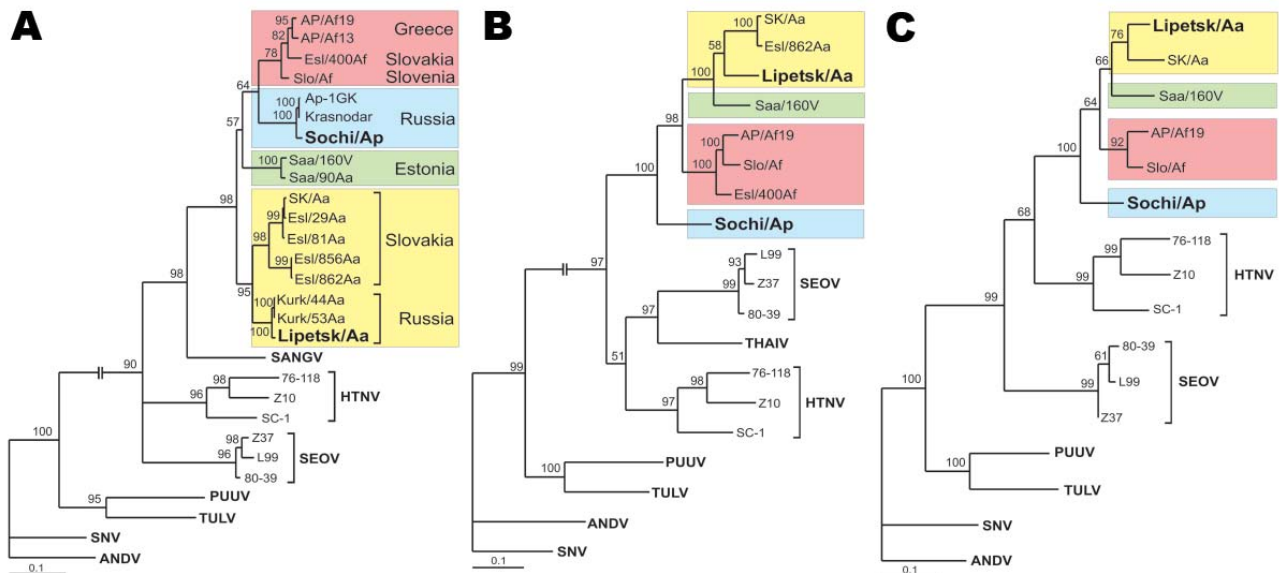 A
95
AP/Af19
Greece
82
AP/Af13
78
Esl/400Af
Slovakia
Slo/Af
Slovenia
64
100
Ap-1GK
Krasnodar
Russia
100
Sochi/Ap
57
100
Saa/160V
Estonia
Saa/90Aa
98
SK/Aa
99
Esl/29Aa
Esl/81Aa
Slovakia
98
99
Esl/856Aa
Esl/862Aa
95
100
Kurk/44Aa
Kurk/53Aa
Russia
100
Lipetsk/Aa
98
SANGV
90
98
76-118
HTNV
96
Z10
SC-1
98
Z37
96
L99
SEOV
80-39
100
95
PUUV
TULV
SNV
ANDV
0.1
B
100
SK/Aa
58
Esl/862Aa
Lipetsk/Aa
100
Saa/160V
98
100
AP/Af19
100
Slo/Af
Esl/400Af
100
Sochi/Ap
97
93
L99
99
Z37
SEOV
80-39
97
THAIV
51
98
76-118
HTNV
97
Z10
SC-1
99
100
PUUV
TULV
ANDV
SNV
0.1
C
76
Lipetsk/Aa
SK/Aa
66
Saa/160V
64
92
AP/Af19
Slo/Af
100
Sochi/Ap
68
99
76-118
HTNV
99
Z10
SC-1
99
61
80-39
99
L99
SEOV
Z37
100
100
PUUV
TULV
SNV
ANDV
0.1